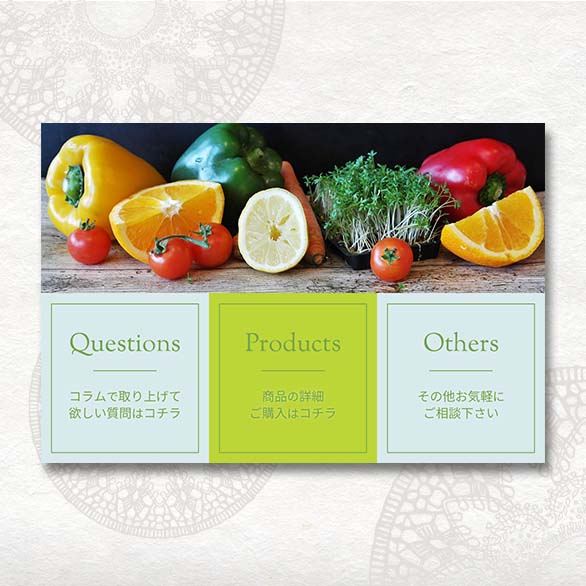 Questions
コラムで取り上げて
欲しい質問はコチラ
Products
商品の詳細
ご購入はコチラ
Others
その他お気軽に
ご相談下さい